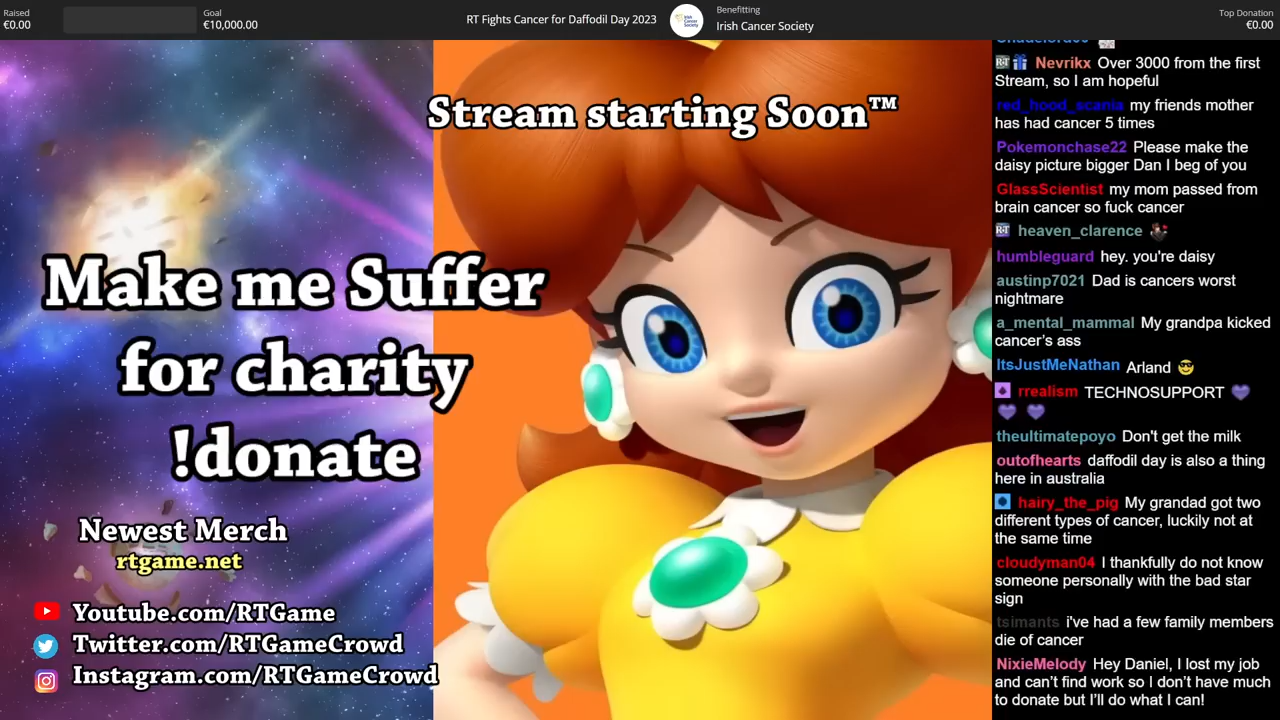 Raised
€0.00
Goal
€10,000.00
RT Fights Cancer for Daffodil Day 2023
Irish Cancer Society
Benefitting
Irish Cancer Society
Top Donation
€0.00
Stream starting Soon™
Make me Suffer
for charity
!donate
Newest Merch
rtgame.net
Youtube.com/RTGame
Twitter.com/RTGameCrowd
Instagram.com/RTGameCrowd
Nevrikx Over 3000 from the first
Stream, so I am hopeful
red_hood_scania my friends mother
has had cancer 5 times
Pokemonchase22 Please make the
daisy picture bigger Dan I beg of you
GlassScientist my mom passed from
brain cancer so fuck cancer
heaven_clarence
humbleguard hey. you're daisy
austinp7021 Dad is cancers worst
nightmare
a_mental_mammal My grandpa kicked
cancer's ass
ItsJustMeNathan Arland 😎
rrealism TECHNOSUPPORT 💜
💜 💜
theultimatepoyo Don't get the milk
outofhearts daffodil day is also a thing
here in australia
hairy_the_pig My grandad got two
different types of cancer, luckily not at
the same time
cloudyman04 I thankfully do not know
someone personally with the bad star
sign
tsimants i've had a few family members
die of cancer
NixieMelody Hey Daniel, I lost my job
and can't find work so I don't have much
to donate but I'll do what I can!